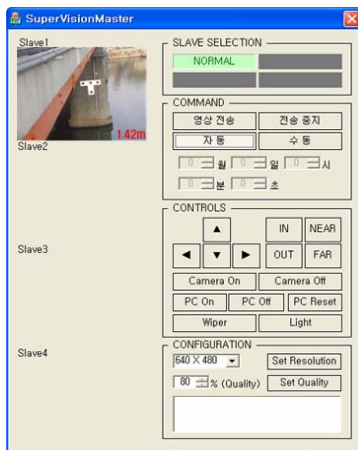 SuperVisionMaster
Slave1
1.42m
Slave2
Slave3
Slave4
SLAVE SELECTION
NORMAL
COMMAND
영상 전송 전송 중지
자 동 수 동
0 월 0 일 0 시
0 분 0 초
CONTROLS
IN NEAR
OUT FAR
Camera On Camera Off
PC On PC Off PC Reset
Wiper Light
CONFIGURATION
640 X 480 Set Resolution
80 % (Quality) Set Quality